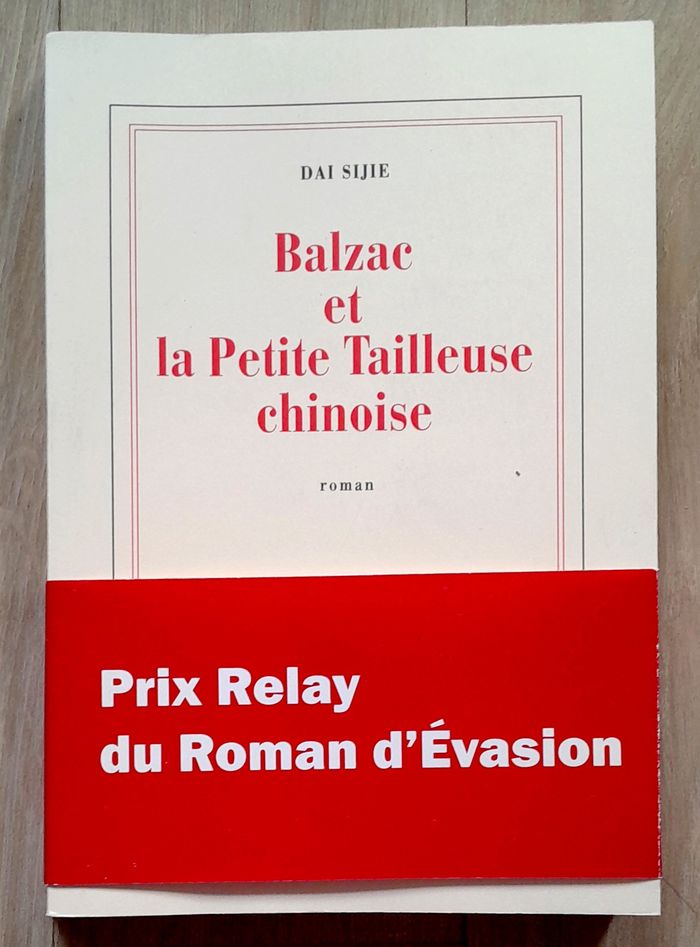 DAI SIJIE
Balzac
et
la Petite Tailleuse
chinoise
roman
Prix Relay
du Roman d'Évasion